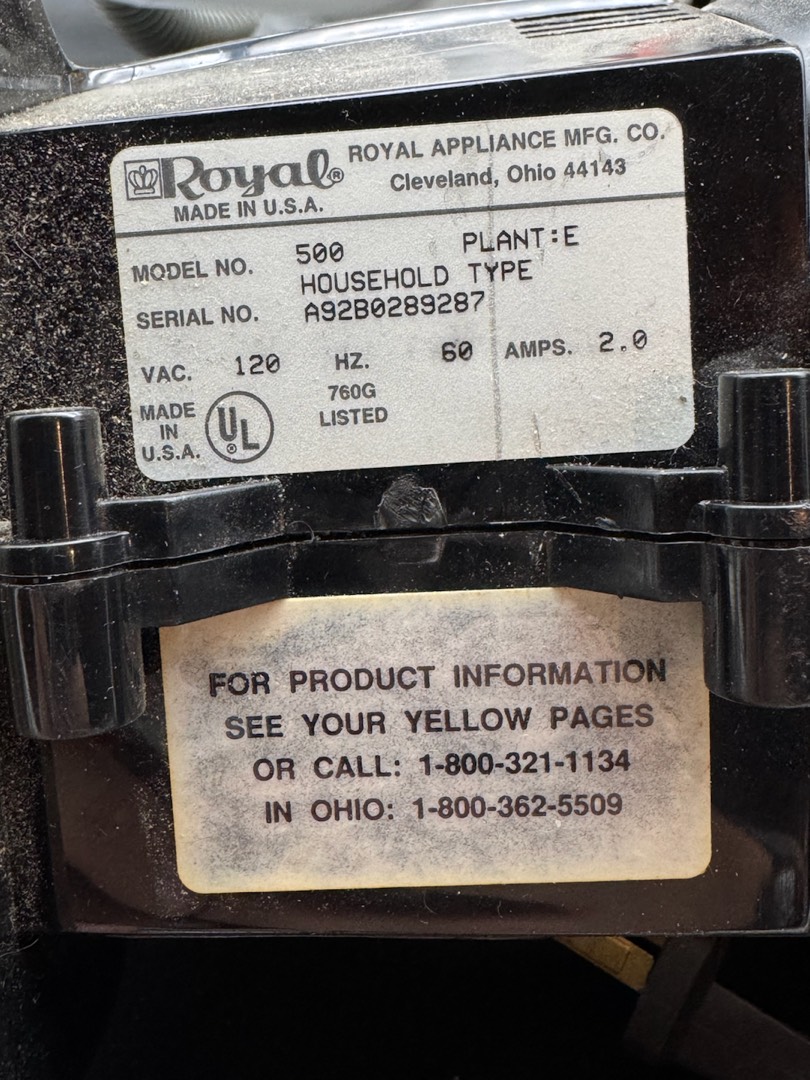 Royal® ROYAL APPLIANCE MFG. CO.
MADE IN U.S.A. Cleveland, Ohio 44143
MODEL NO. 500 PLANT:E
HOUSEHOLD TYPE
SERIAL NO. A92B0289287
VAC. 120 HZ. 60 AMPS. 2.0
MADE IN U.S.A. UL® 760G LISTED
FOR PRODUCT INFORMATION
SEE YOUR YELLOW PAGES
OR CALL: 1-800-321-1134
IN OHIO: 1-800-362-5509